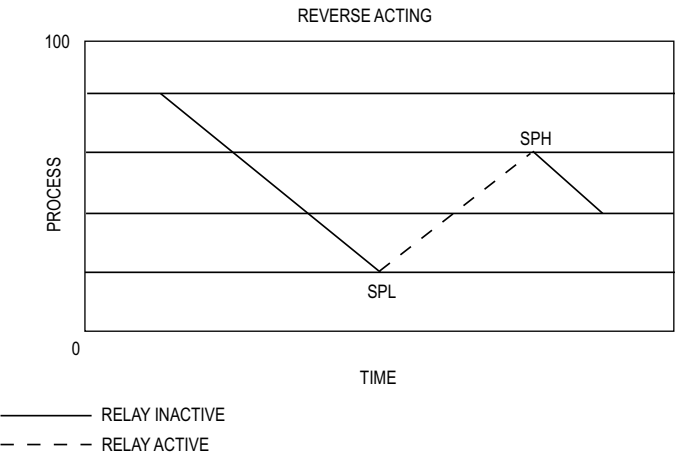 REVERSE ACTING
100
SPH
PROCESS
SPL
0
TIME
RELAY INACTIVE
RELAY ACTIVE